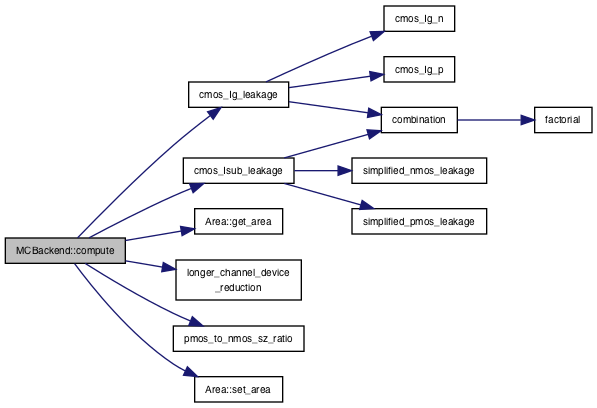 cmos_Ig_n
cmos_Ig_p
cmos_Ig_leakage
combination
factorial
cmos_Isub_leakage
simplified_nmos_leakage
simplified_pmos_leakage
Area::get_area
MCBackend::compute
longer_channel_device
_reduction
pmos_to_nmos_sz_ratio
Area::set_area